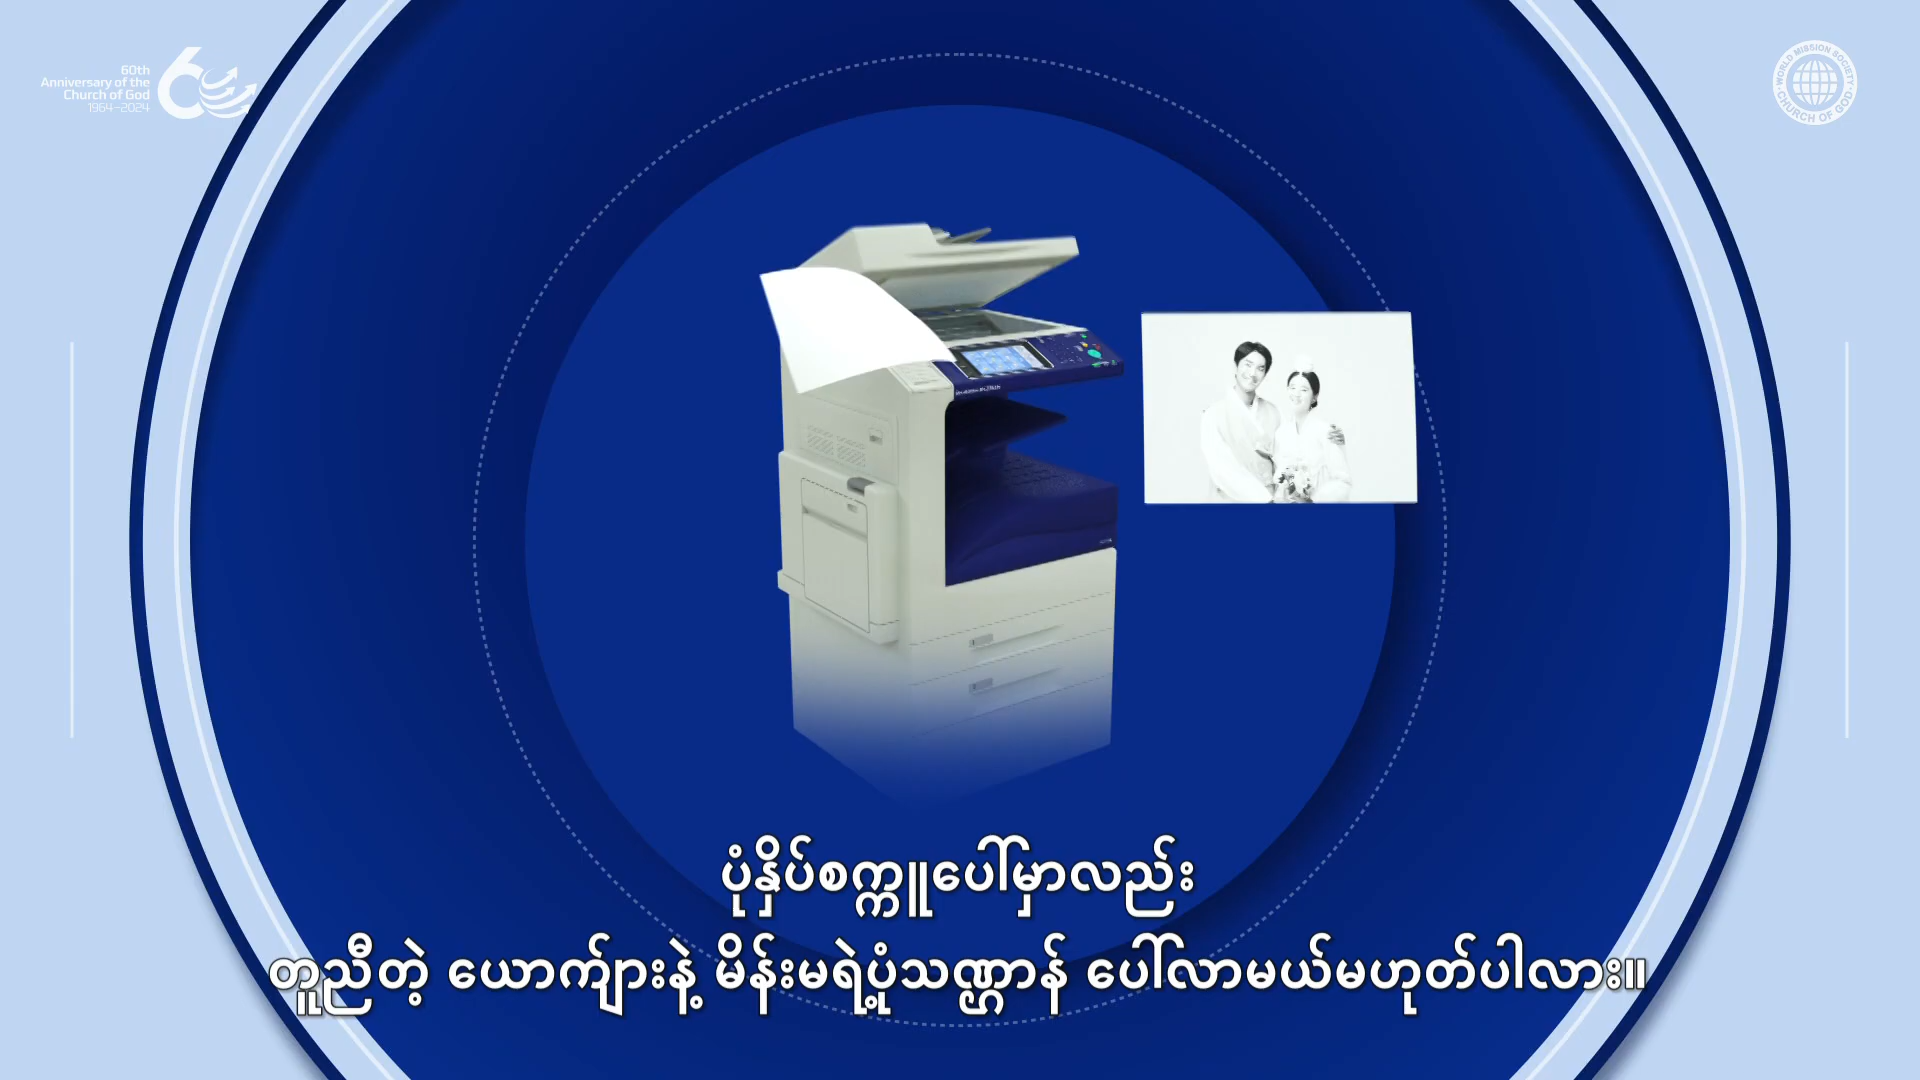 60th
Anniversary of the
Church of God
1964–2024
WORLD MISSION SOCIETY
CHURCH OF GOD
ပုံနှိပ်စက္ကူပေါ်မှာလည်း
တူညီတဲ့ ယောက်ျားနဲ့ မိန်းမရဲ့ပုံသဏ္ဌာန် ပေါ်လာမယ်မဟုတ်ပါလား။